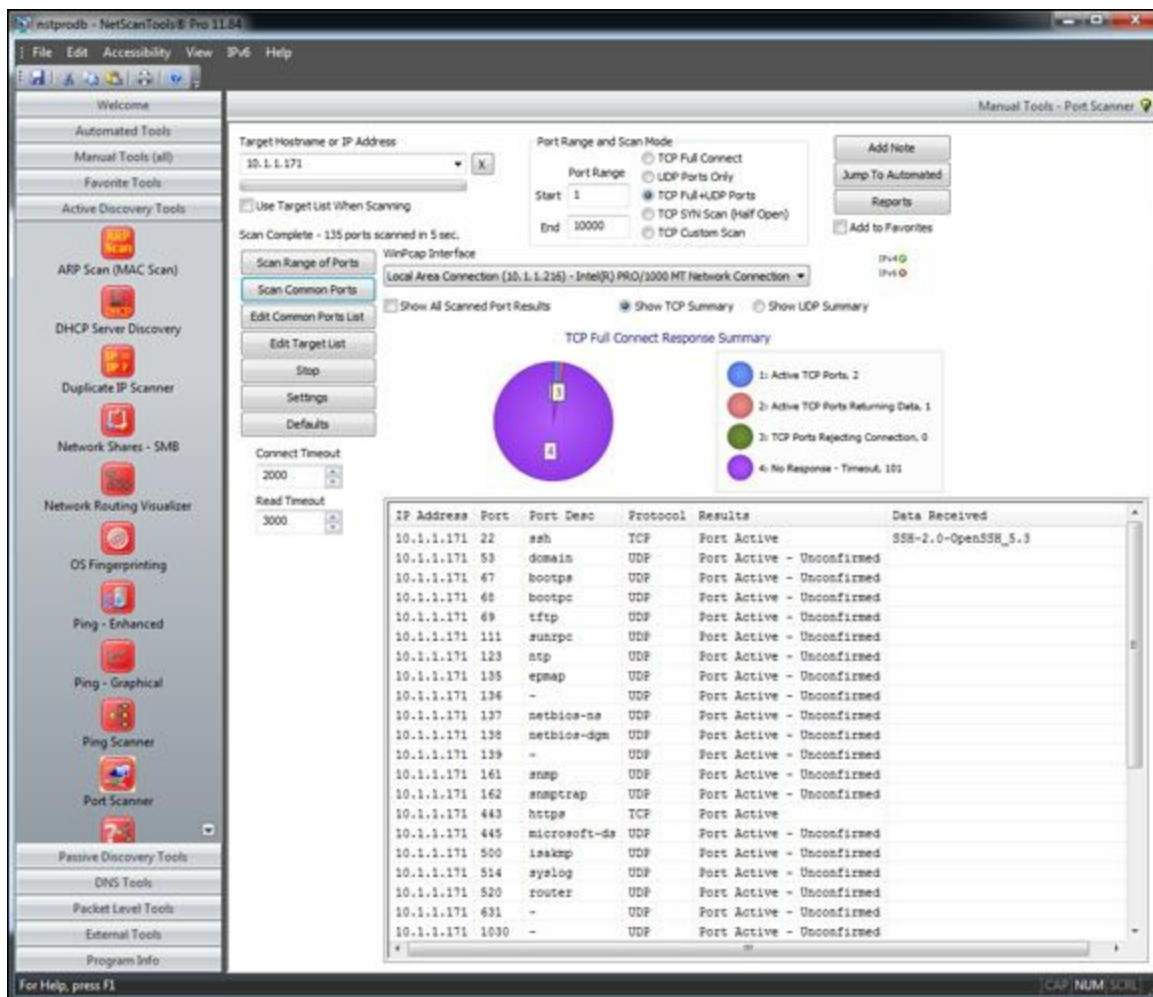 nstprodb - NetScanTools® Pro 11.84
File Edit Accessibility View IPv6 Help
Welcome
Automated Tools
Manual Tools (all)
Favorite Tools
Active Discovery Tools
ARP Scan
ARP Scan (MAC Scan)
DHCP Server Discovery
Duplicate IP Scanner
Network Shares - SMB
Network Routing Visualizer
OS Fingerprinting
Ping - Enhanced
Ping - Graphical
Ping Scanner
Port Scanner
Passive Discovery Tools
DNS Tools
Packet Level Tools
External Tools
Program Info
Manual Tools - Port Scanner
Target Hostname or IP Address
10.1.1.171
X
Use Target List When Scanning
Scan Complete - 135 ports scanned in 5 sec.
Port Range and Scan Mode
Port Range
Start 1
End 10000
TCP Full Connect
UDP Ports Only
TCP Full+UDP Ports
TCP SYN Scan (Half Open)
TCP Custom Scan
Add Note
Jump To Automated
Reports
Add to Favorites
IPv4
IPv6
Scan Range of Ports
Scan Common Ports
Edit Common Ports List
Edit Target List
Stop
Settings
Defaults
Connect Timeout
2000
Read Timeout
3000
WinPcap Interface
Local Area Connection (10.1.1.216) - Intel(R) PRO/1000 MT Network Connection
Show All Scanned Port Results
Show TCP Summary
Show UDP Summary
TCP Full Connect Response Summary
3
4
1: Active TCP Ports, 2
2: Active TCP Ports Returning Data, 1
3: TCP Ports Rejecting Connection, 0
4: No Response - Timeout, 101
IP Address Port Port Desc Protocol Results Data Received
10.1.1.171 22 ssh TCP Port Active SSH-2.0-OpenSSH_5.3
10.1.1.171 53 domain UDP Port Active - Unconfirmed
10.1.1.171 67 bootps UDP Port Active - Unconfirmed
10.1.1.171 68 bootpc UDP Port Active - Unconfirmed
10.1.1.171 69 tftp UDP Port Active - Unconfirmed
10.1.1.171 111 sunrpc UDP Port Active - Unconfirmed
10.1.1.171 123 ntp UDP Port Active - Unconfirmed
10.1.1.171 135 epmap UDP Port Active - Unconfirmed
10.1.1.171 136 - UDP Port Active - Unconfirmed
10.1.1.171 137 netbios-ns UDP Port Active - Unconfirmed
10.1.1.171 138 netbios-dgm UDP Port Active - Unconfirmed
10.1.1.171 139 - UDP Port Active - Unconfirmed
10.1.1.171 161 snmp UDP Port Active - Unconfirmed
10.1.1.171 162 snmptrap UDP Port Active - Unconfirmed
10.1.1.171 443 https TCP Port Active
10.1.1.171 445 microsoft-ds UDP Port Active - Unconfirmed
10.1.1.171 500 isakmp UDP Port Active - Unconfirmed
10.1.1.171 514 syslog UDP Port Active - Unconfirmed
10.1.1.171 520 router UDP Port Active - Unconfirmed
10.1.1.171 631 - UDP Port Active - Unconfirmed
10.1.1.171 1030 - UDP Port Active - Unconfirmed
For Help, press F1
CAP NUM SCRL